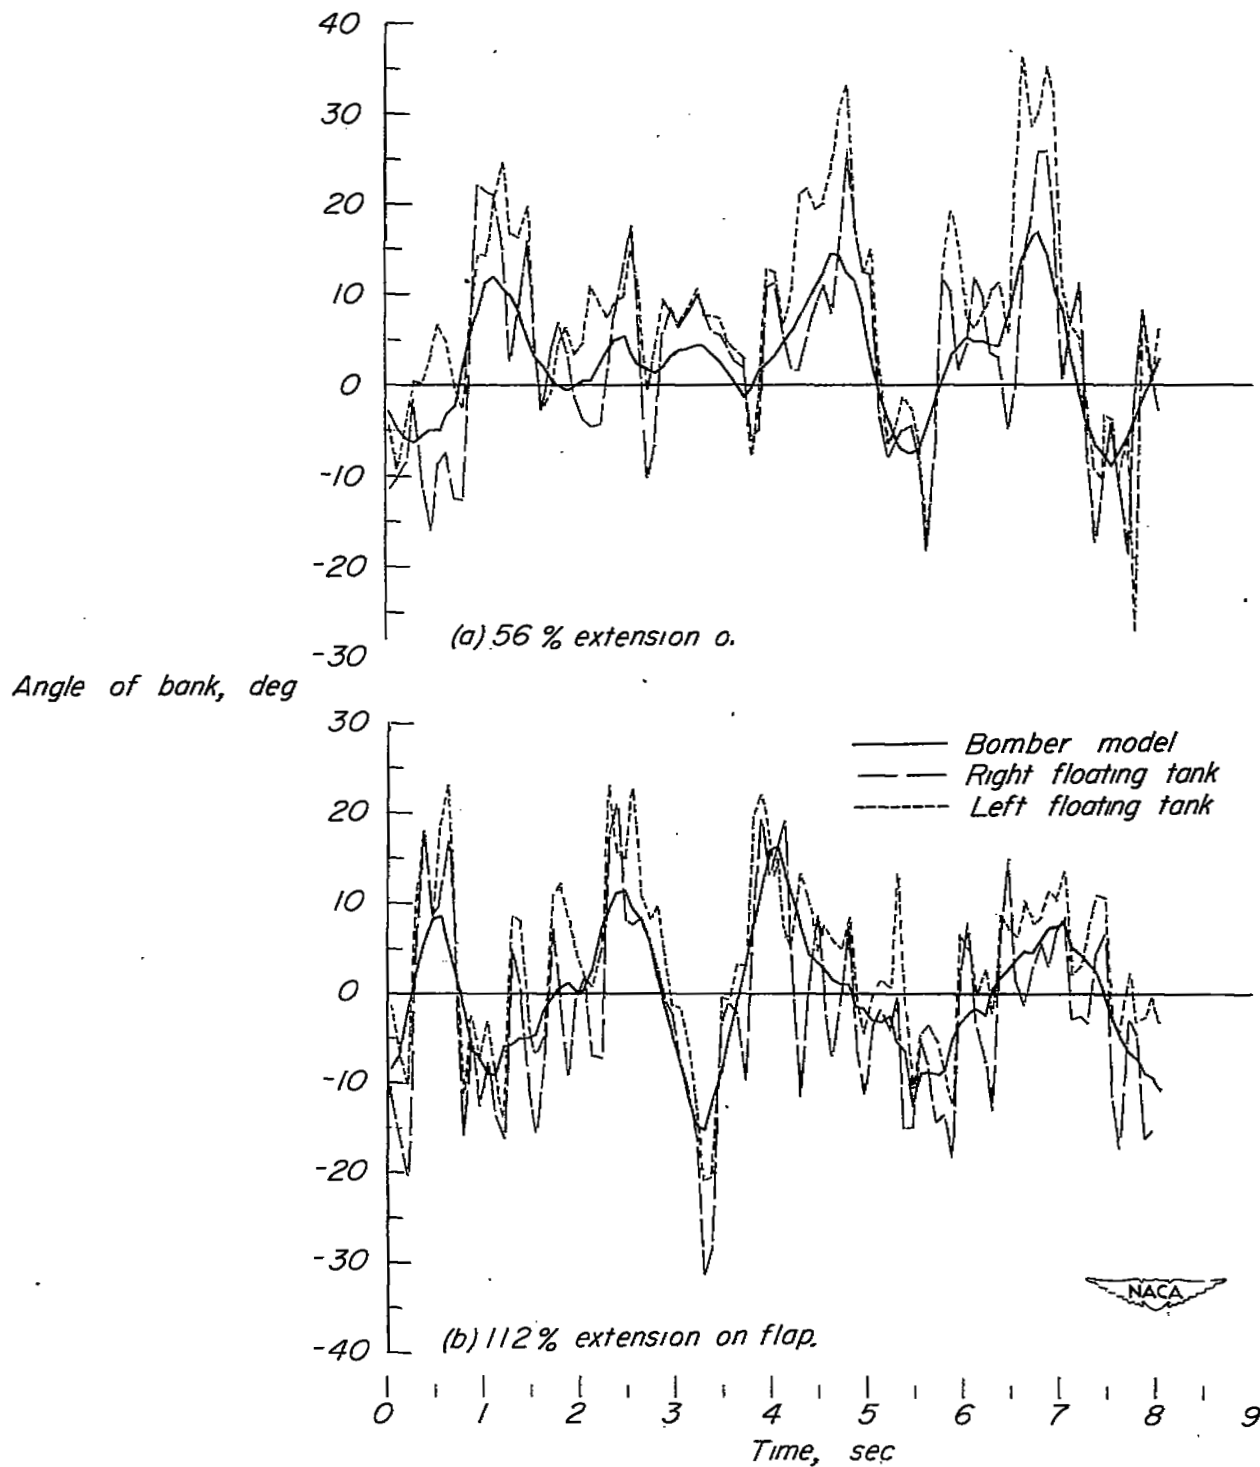 40
30
20
10
0
-10
-20
-30
(a) 56 % extension o.
Angle of bank, deg
30
20
10
0
-10
-20
-30
-40
Bomber model
Right floating tank
Left floating tank
NACA
(b) 112 % extension on flap.
0 1 2 3 4 5 6 7 8 9
Time, sec